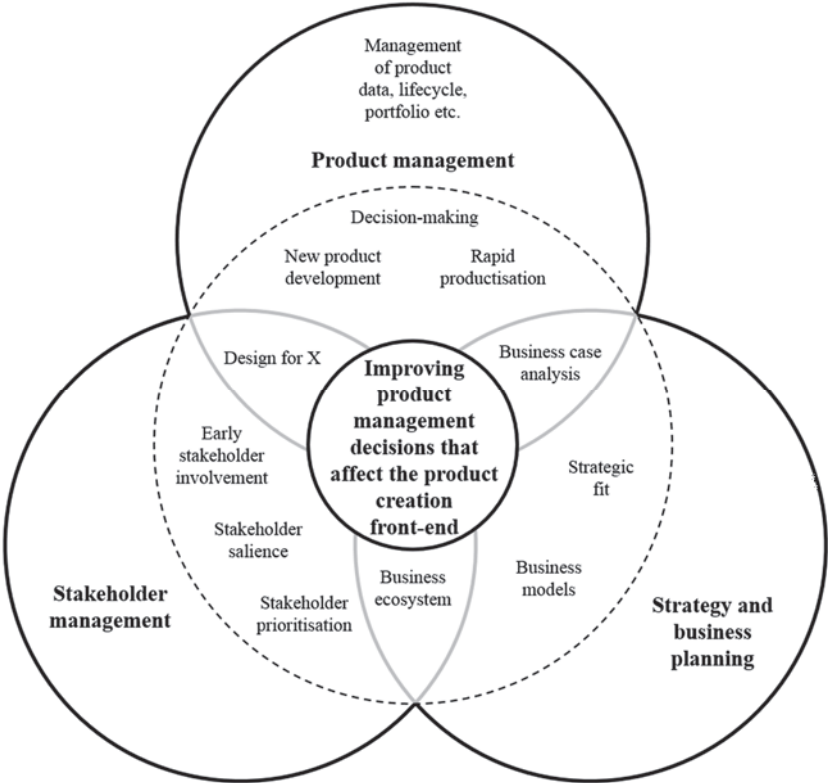 Management
of product
data, lifecycle,
portfolio etc.
Product management
Decision-making
New product
development
Rapid
productisation
Design for X
Business case
analysis
Improving
product
management
decisions that
affect the product
creation
front-end
Early
stakeholder
involvement
Strategic
fit
Stakeholder
salience
Business
ecosystem
Business
models
Stakeholder
prioritisation
Stakeholder
management
Strategy and
business
planning